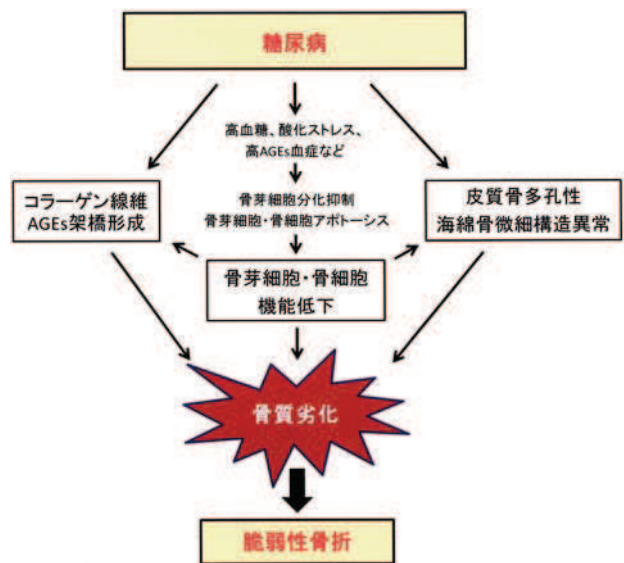 糖尿病
高血糖、酸化ストレス、
高AGEs血症など
コラーゲン線維
AGEs架橋形成
骨芽細胞分化抑制
骨芽細胞・骨細胞アポトーシス
皮質骨多孔性
海綿骨微細構造異常
骨芽細胞・骨細胞
機能低下
骨質劣化
脆弱性骨折